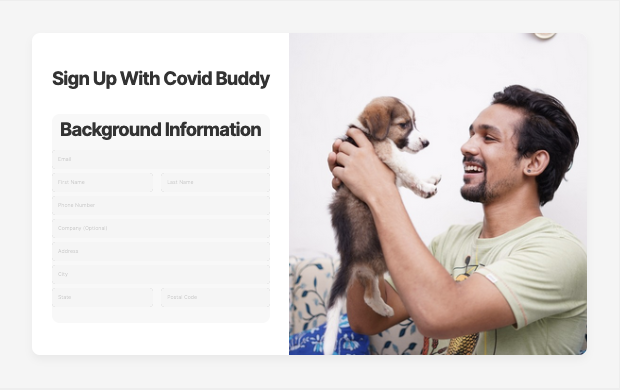 Sign Up With Covid Buddy
Background Information
Email
First Name Last Name
Phone Number
Company (Optional)
Address
City
State Postal Code